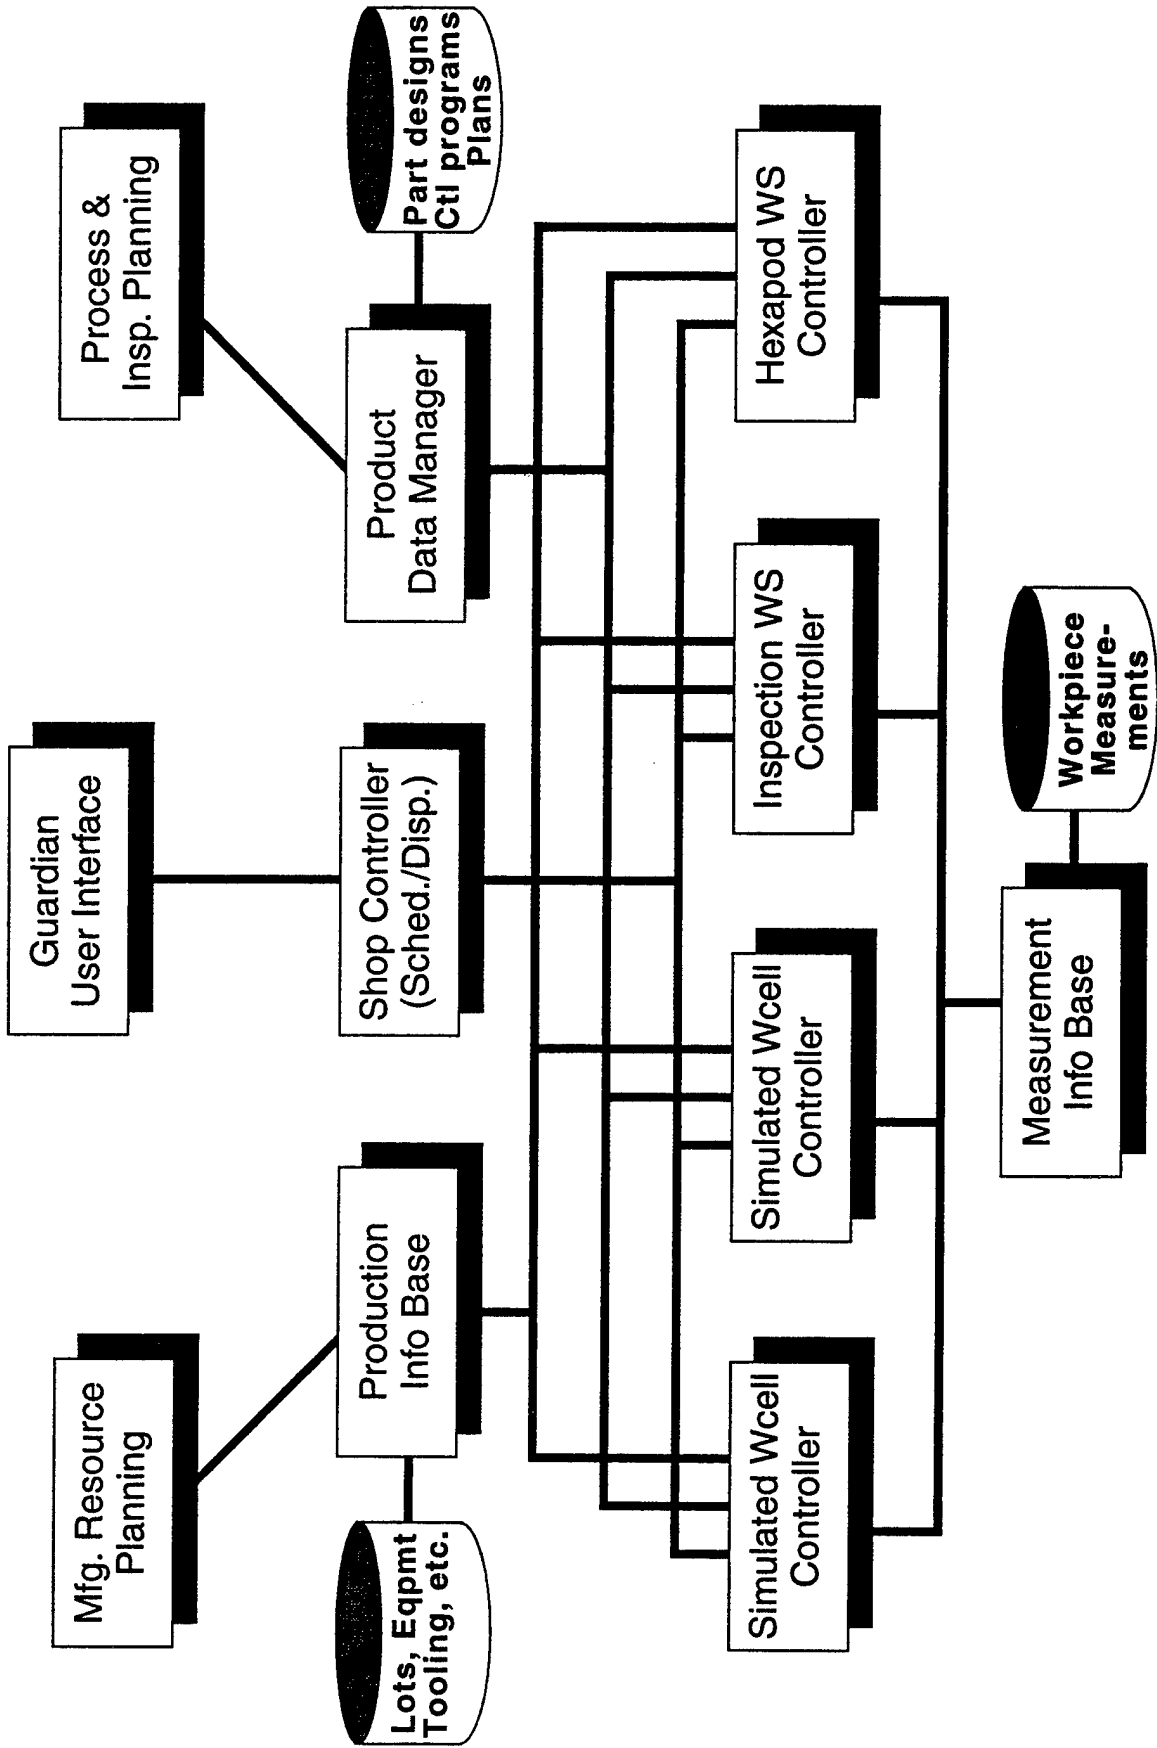 Guardian
User Interface
Mfg. Resource
Planning
Process &
Insp. Planning
Lots, Eqpmt
Tooling, etc.
Production
Info Base
Shop Controller
(Sched./Disp.)
Product
Data Manager
Part designs
Ctl programs
Plans
Simulated Wcell
Controller
Simulated Wcell
Controller
Inspection WS
Controller
Hexapod WS
Controller
Measurement
Info Base
Workpiece
Measure-
ments